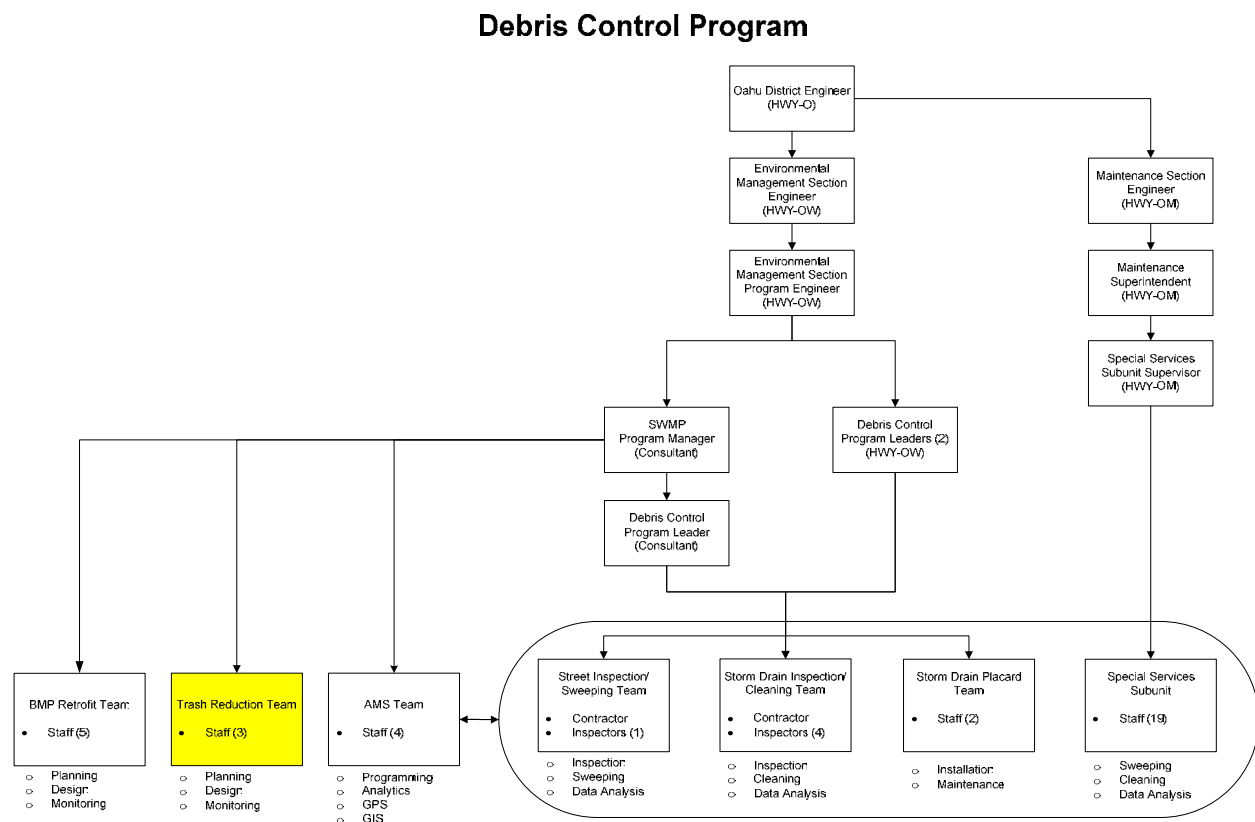 Debris Control Program
Oahu District Engineer
(HWY-O)
Environmental
Management Section
Engineer
(HWY-OW)
Maintenance Section
Engineer
(HWY-OM)
Environmental
Management Section
Program Engineer
(HWY-OW)
Maintenance
Superintendent
(HWY-OM)
Special Services
Subunit Supervisor
(HWY-OM)
SWMP
Program Manager
(Consultant)
Debris Control
Program Leaders (2)
(HWY-OW)
Debris Control
Program Leader
(Consultant)
BMP Retrofit Team
• Staff (5)
o Planning
o Design
o Monitoring
Trash Reduction Team
• Staff (3)
o Planning
o Design
o Monitoring
AMS Team
• Staff (4)
o Programming
o Analytics
o GPS
o GIS
Street Inspection/
Sweeping Team
• Contractor
• Inspectors (1)
o Inspection
o Sweeping
o Data Analysis
Storm Drain Inspection/
Cleaning Team
• Contractor
• Inspectors (4)
o Inspection
o Cleaning
o Data Analysis
Storm Drain Placard
Team
• Staff (2)
o Installation
o Maintenance
Special Services
Subunit
• Staff (19)
o Sweeping
o Cleaning
o Data Analysis